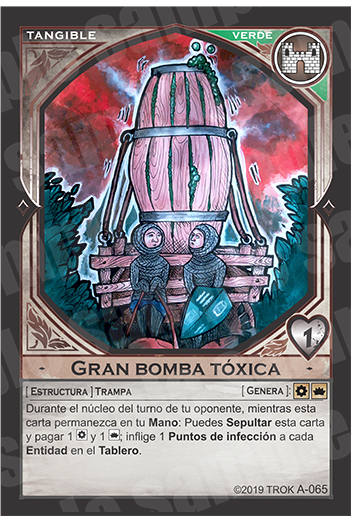 TANGIBLE
VERDE
1
GRAN BOMBA TÓXICA
[ ESTRUCTURA ] TRAMPA
[ GENERA ]:
Durante el núcleo del turno de tu oponente, mientras esta
carta permanezca en tu Mano: Puedes Sepultar esta carta
y pagar 1 y 1 ; inflige 1 Puntos de infección a cada
Entidad en el Tablero.
©2019 TROK A-065